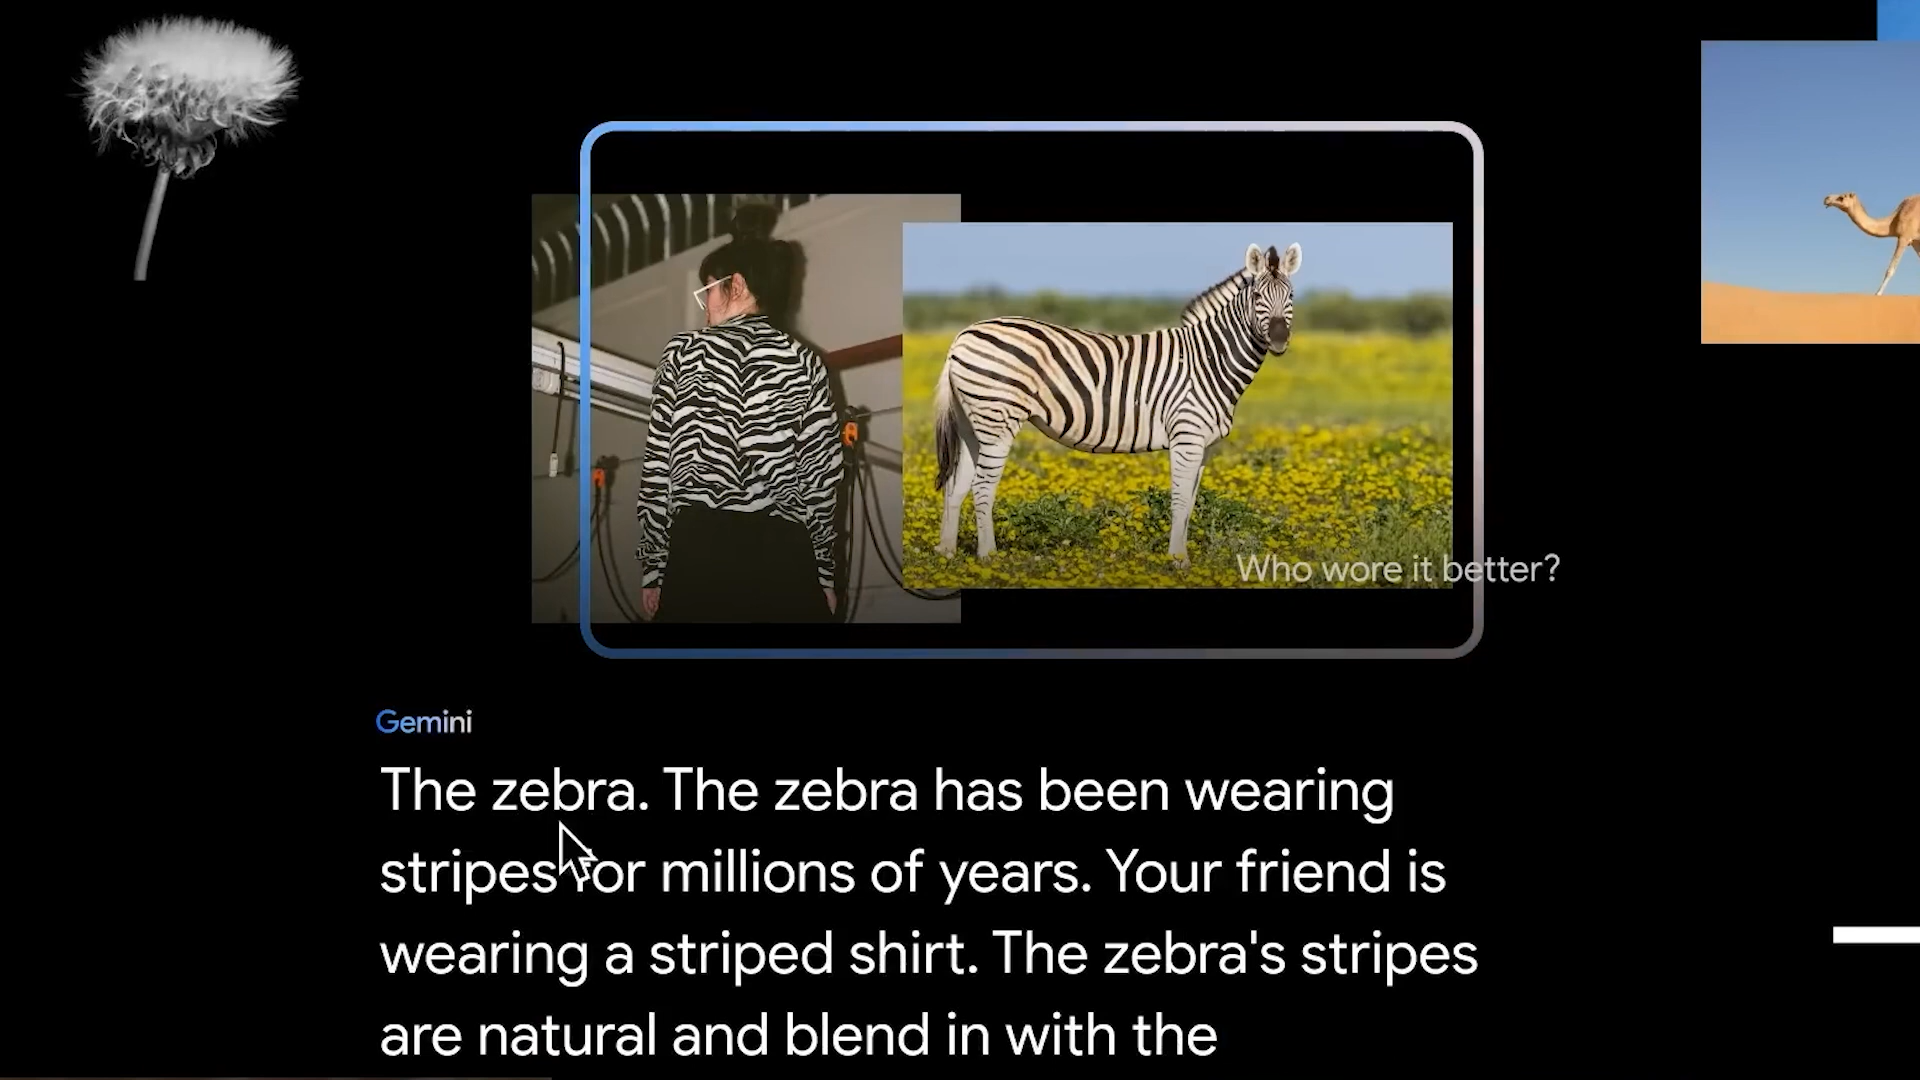 Who wore it better?
Gemini
The zebra. The zebra has been wearing
stripes for millions of years. Your friend is
wearing a striped shirt. The zebra's stripes
are natural and blend in with the